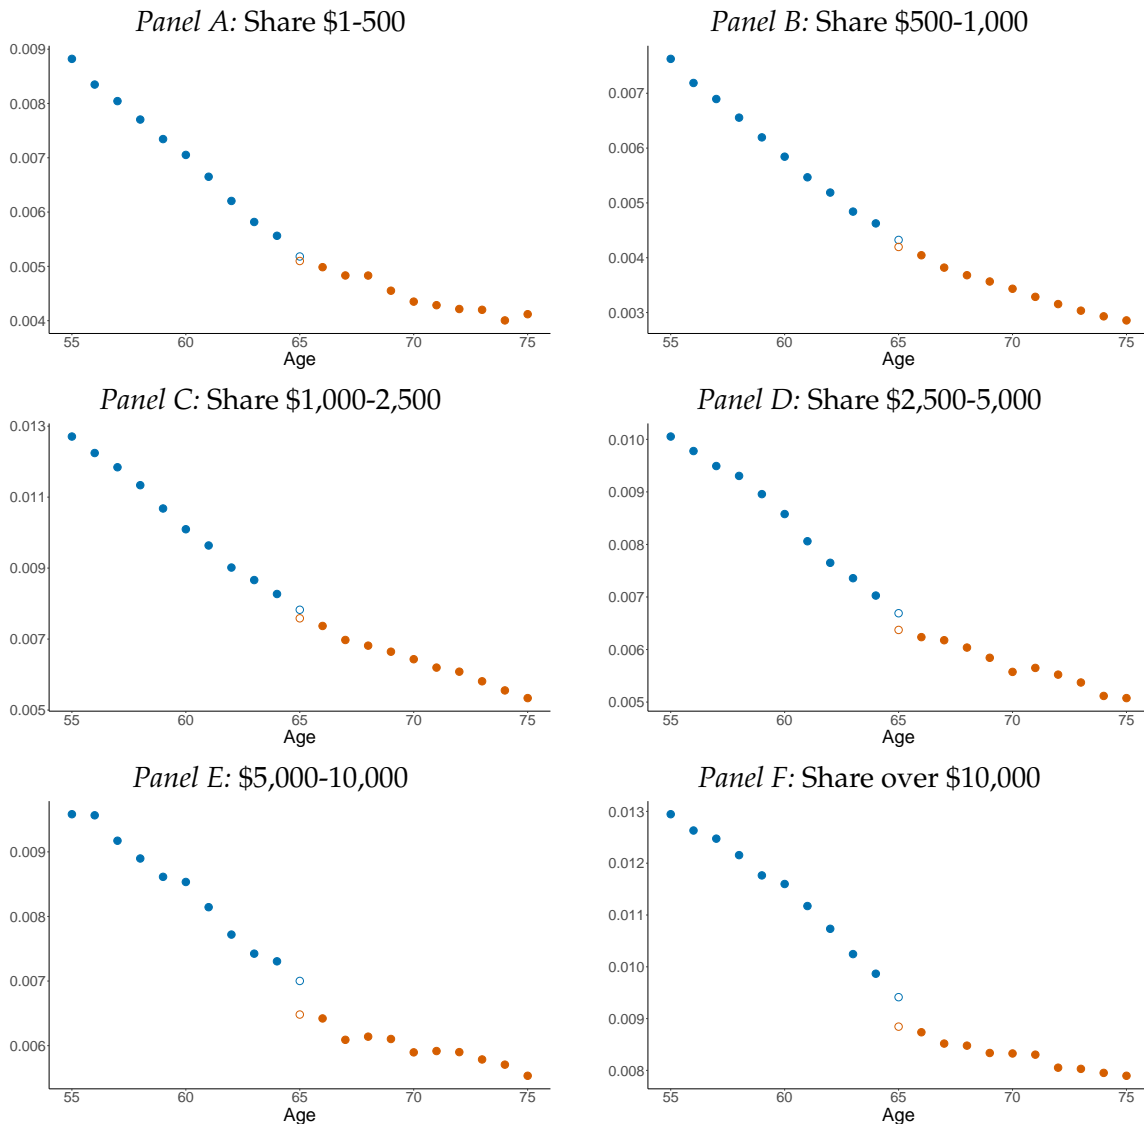 Panel A: Share $1-500
0.009
0.008
0.007
0.006
0.005
0.004
55 60 65 70 75
Age
Panel B: Share $500-1,000
0.007
0.006
0.005
0.004
0.003
55 60 65 70 75
Age
Panel C: Share $1,000-2,500
0.013
0.011
0.009
0.007
0.005
55 60 65 70 75
Age
Panel D: Share $2,500-5,000
0.010
0.009
0.008
0.007
0.006
0.005
55 60 65 70 75
Age
Panel E: $5,000-10,000
0.009
0.008
0.007
0.006
55 60 65 70 75
Age
Panel F: Share over $10,000
0.013
0.012
0.011
0.010
0.009
0.008
55 60 65 70 75
Age